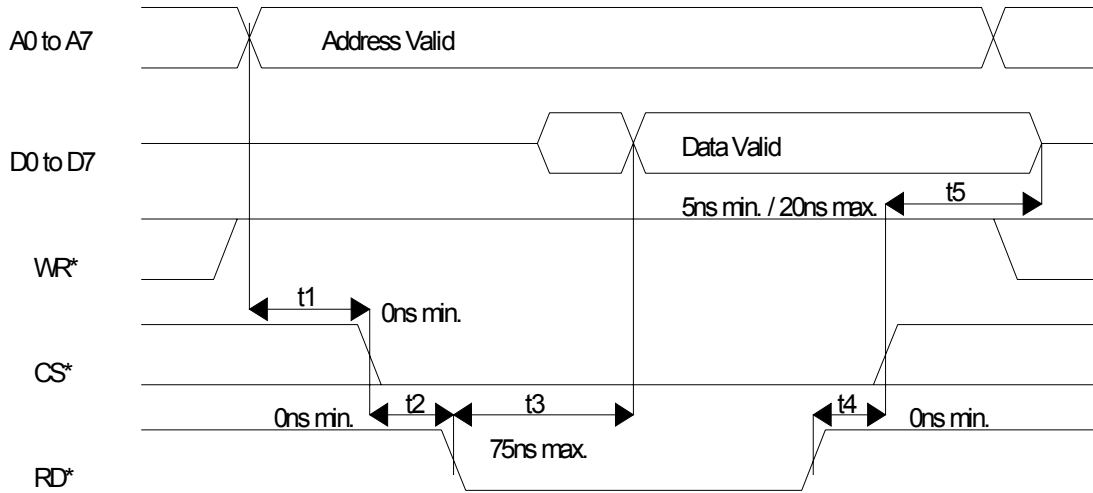 A0 to A7
Address Valid
D0 to D7
Data Valid
5ns min. / 20ns max.
t5
WR*
t1
0ns min.
CS*
0ns min.
t2
t3
t4
0ns min.
75ns max.
RD*